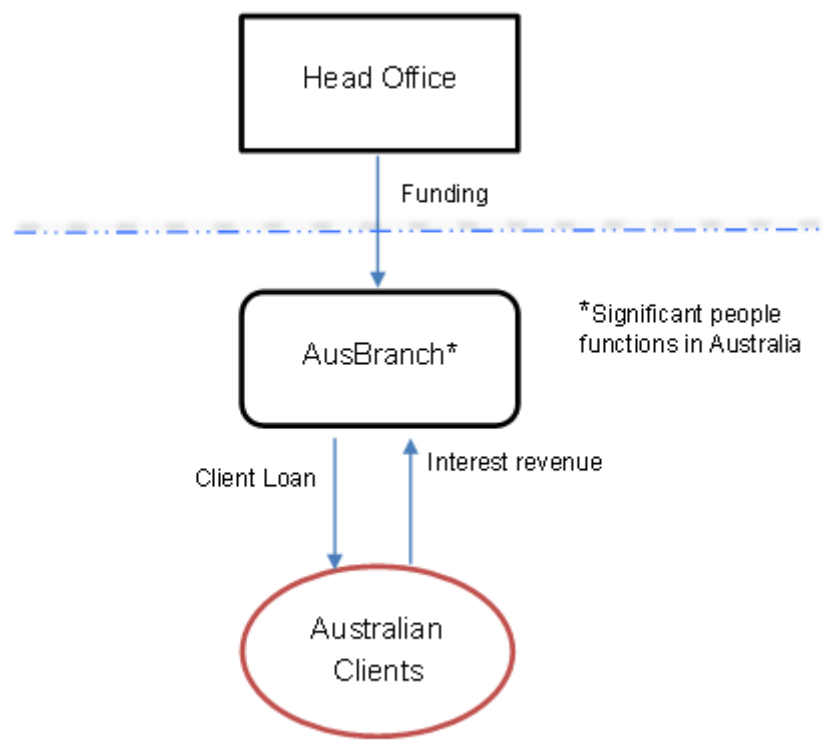 Head Office
Funding
*Significant people
functions in Australia
AusBranch*
Client Loan
Interest revenue
Australian
Clients